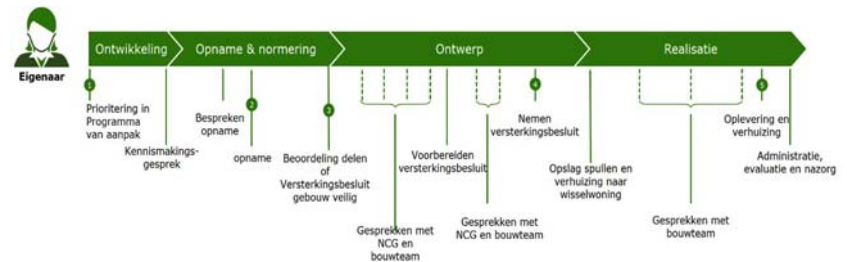 Eigenaar
Ontwikkeling
Opname & normering
Ontwerp
Realisatie
1
Prioritering in
Programma
van aanpak
Kennismakings-
gesprek
Bespreken
opname
2
opname
3
Beoordeling delen
of
Versterkingsbesluit
gebouw veilig
Gesprekken met
NCG en
bouwteam
Voorbereiden
versterkingsbesluit
Gesprekken met
NCG en bouwteam
4
Nemen
versterkingsbesluit
Opslag spullen en
verhuizing naar
wisselwoning
Gesprekken met
bouwteam
5
Oplevering en
verhuizing
Administratie,
evaluatie en nazorg